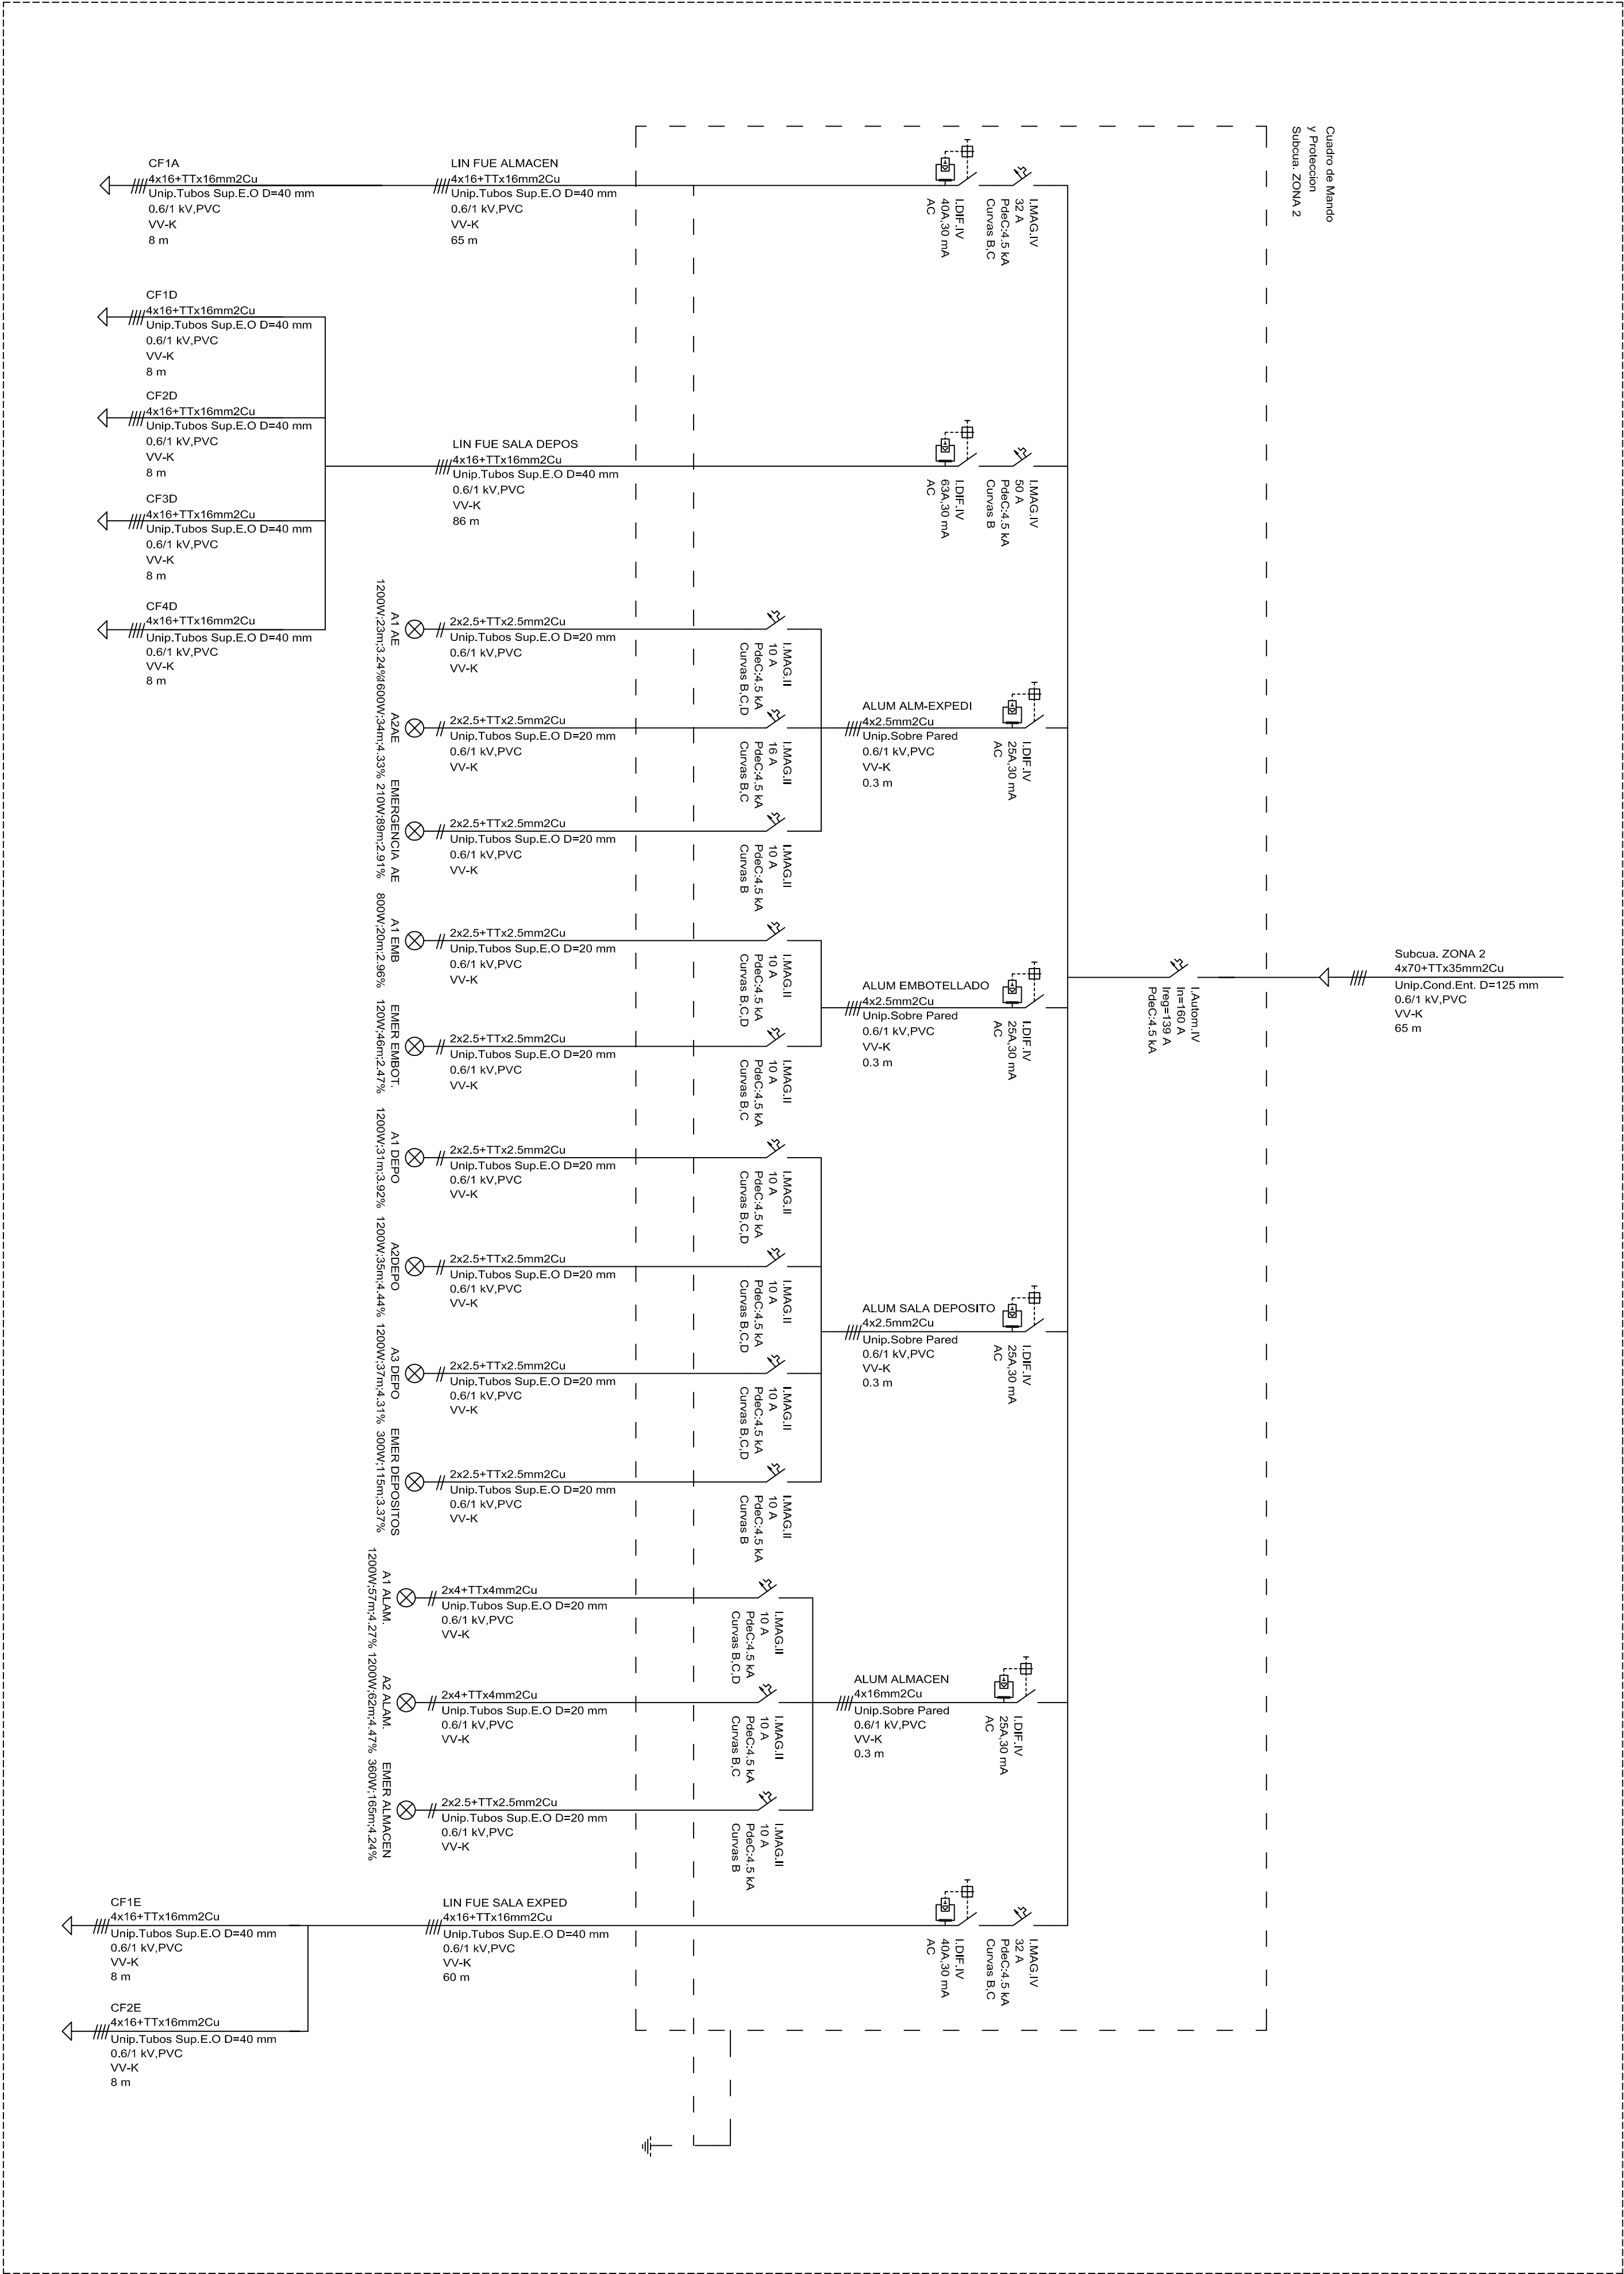 Cuadro de Mando
y Proteccion
Subcua. ZONA 2
CF1A
4x16+TTx16mm2Cu
Unip.Tubos Sup.E.O D=40 mm
0.6/1 kV,PVC
VV-K
8 m
LIN FUE ALMACEN
4x16+TTx16mm2Cu
Unip.Tubos Sup.E.O D=40 mm
0.6/1 kV,PVC
VV-K
65 m
I.DIF.IV
40A,30 mA
AC
I.MAG.IV
32 A
PdeC:4.5 kA
Curvas B,C
CF1D
4x16+TTx16mm2Cu
Unip.Tubos Sup.E.O D=40 mm
0.6/1 kV,PVC
VV-K
8 m
CF2D
4x16+TTx16mm2Cu
Unip.Tubos Sup.E.O D=40 mm
0.6/1 kV,PVC
VV-K
8 m
CF3D
4x16+TTx16mm2Cu
Unip.Tubos Sup.E.O D=40 mm
0.6/1 kV,PVC
VV-K
8 m
CF4D
4x16+TTx16mm2Cu
Unip.Tubos Sup.E.O D=40 mm
0.6/1 kV,PVC
VV-K
8 m
LIN FUE SALA DEPOS
4x16+TTx16mm2Cu
Unip.Tubos Sup.E.O D=40 mm
0.6/1 kV,PVC
VV-K
86 m
I.DIF.IV
63A,30 mA
AC
I.MAG.IV
50 A
PdeC:4.5 kA
Curvas B
A1 AE
1200W;23m;3.24%
2x2.5+TTx2.5mm2Cu
Unip.Tubos Sup.E.O D=20 mm
0.6/1 kV,PVC
VV-K
I.MAG.II
10 A
PdeC:4.5 kA
Curvas B,C,D
A2AE
1600W;34m;4.33%
2x2.5+TTx2.5mm2Cu
Unip.Tubos Sup.E.O D=20 mm
0.6/1 kV,PVC
VV-K
I.MAG.II
16 A
PdeC:4.5 kA
Curvas B,C
EMERGENCIA AE
210W;89m;2.91%
2x2.5+TTx2.5mm2Cu
Unip.Tubos Sup.E.O D=20 mm
0.6/1 kV,PVC
VV-K
I.MAG.II
10 A
PdeC:4.5 kA
Curvas B
ALUM ALM-EXPEDI
4x2.5mm2Cu
Unip.Sobre Pared
0.6/1 kV,PVC
VV-K
0.3 m
I.DIF.IV
25A,30 mA
AC
A1 EMB
800W;20m;2.96%
2x2.5+TTx2.5mm2Cu
Unip.Tubos Sup.E.O D=20 mm
0.6/1 kV,PVC
VV-K
I.MAG.II
10 A
PdeC:4.5 kA
Curvas B,C,D
EMER EMBOT.
120W;46m;2.47%
2x2.5+TTx2.5mm2Cu
Unip.Tubos Sup.E.O D=20 mm
0.6/1 kV,PVC
VV-K
I.MAG.II
10 A
PdeC:4.5 kA
Curvas B,C
ALUM EMBOTELLADO
4x2.5mm2Cu
Unip.Sobre Pared
0.6/1 kV,PVC
VV-K
0.3 m
I.DIF.IV
25A,30 mA
AC
I.Autom.IV
In=160 A
Ireg=139 A
PdeC:4.5 kA
Subcua. ZONA 2
4x70+TTx35mm2Cu
Unip.Cond.Ent. D=125 mm
0.6/1 kV,PVC
VV-K
65 m
A1 DEPO
1200W;31m;3.92%
2x2.5+TTx2.5mm2Cu
Unip.Tubos Sup.E.O D=20 mm
0.6/1 kV,PVC
VV-K
I.MAG.II
10 A
PdeC:4.5 kA
Curvas B,C,D
A2DEPO
1200W;35m;4.44%
2x2.5+TTx2.5mm2Cu
Unip.Tubos Sup.E.O D=20 mm
0.6/1 kV,PVC
VV-K
I.MAG.II
10 A
PdeC:4.5 kA
Curvas B,C,D
A3 DEPO
1200W;37m;4.31%
2x2.5+TTx2.5mm2Cu
Unip.Tubos Sup.E.O D=20 mm
0.6/1 kV,PVC
VV-K
I.MAG.II
10 A
PdeC:4.5 kA
Curvas B,C,D
EMER DEPOSITOS
300W;115m;3.37%
2x2.5+TTx2.5mm2Cu
Unip.Tubos Sup.E.O D=20 mm
0.6/1 kV,PVC
VV-K
I.MAG.II
10 A
PdeC:4.5 kA
Curvas B
ALUM SALA DEPOSITO
4x2.5mm2Cu
Unip.Sobre Pared
0.6/1 kV,PVC
VV-K
0.3 m
I.DIF.IV
25A,30 mA
AC
A1 ALAM.
1200W;57m;4.27%
2x4+TTx4mm2Cu
Unip.Tubos Sup.E.O D=20 mm
0.6/1 kV,PVC
VV-K
I.MAG.II
10 A
PdeC:4.5 kA
Curvas B,C,D
A2 ALAM.
1200W;62m;4.47%
2x4+TTx4mm2Cu
Unip.Tubos Sup.E.O D=20 mm
0.6/1 kV,PVC
VV-K
I.MAG.II
10 A
PdeC:4.5 kA
Curvas B,C
EMER ALMACEN
360W;165m;4.24%
2x2.5+TTx2.5mm2Cu
Unip.Tubos Sup.E.O D=20 mm
0.6/1 kV,PVC
VV-K
I.MAG.II
10 A
PdeC:4.5 kA
Curvas B
ALUM ALMACEN
4x16mm2Cu
Unip.Sobre Pared
0.6/1 kV,PVC
VV-K
0.3 m
I.DIF.IV
25A,30 mA
AC
CF1E
4x16+TTx16mm2Cu
Unip.Tubos Sup.E.O D=40 mm
0.6/1 kV,PVC
VV-K
8 m
CF2E
4x16+TTx16mm2Cu
Unip.Tubos Sup.E.O D=40 mm
0.6/1 kV,PVC
VV-K
8 m
LIN FUE SALA EXPED
4x16+TTx16mm2Cu
Unip.Tubos Sup.E.O D=40 mm
0.6/1 kV,PVC
VV-K
60 m
I.DIF.IV
40A,30 mA
AC
I.MAG.IV
32 A
PdeC:4.5 kA
Curvas B,C